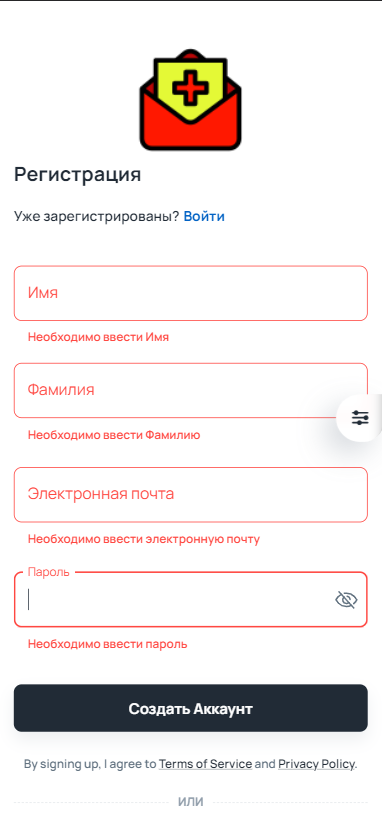 Регистрация
Уже зарегистрированы? Войти
Имя
Необходимо ввести Имя
Фамилия
Необходимо ввести Фамилию
Электронная почта
Необходимо ввести электронную почту
Пароль
Необходимо ввести пароль
Создать Аккаунт
By signing up, I agree to Terms of Service and Privacy Policy.
ИЛИ